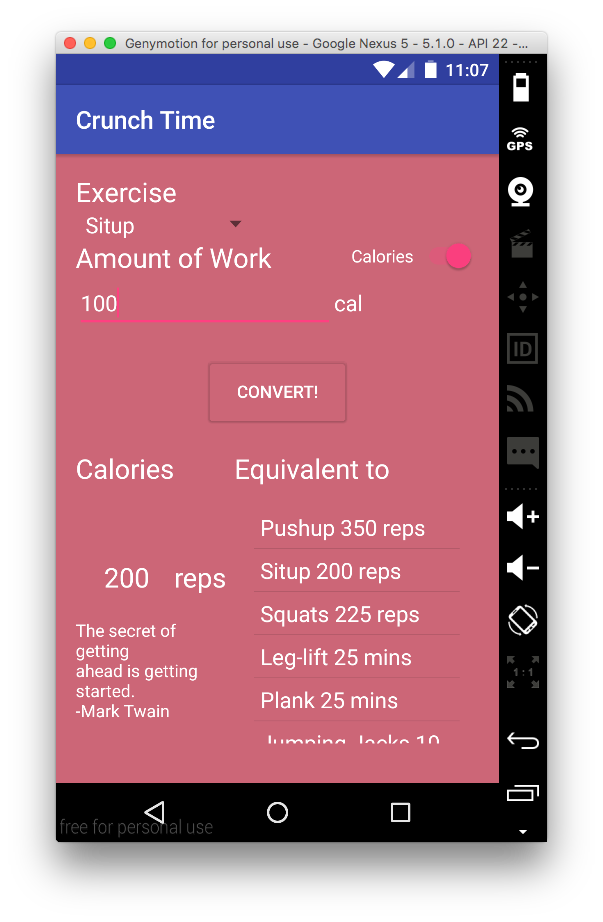 Genymotion for personal use - Google Nexus 5 - 5.1.0 - API 22 -...
11:07
Crunch Time
GPS
Exercise
Situp
Amount of Work
Calories
100
cal
ID
CONVERT!
Calories
Equivalent to
Pushup 350 reps
Situp 200 reps
200 reps
Squats 225 reps
The secret of
getting
ahead is getting
started.
-Mark Twain
Leg-lift 25 mins
1:1
Plank 25 mins
Jumping Jacks 10
free for personal use